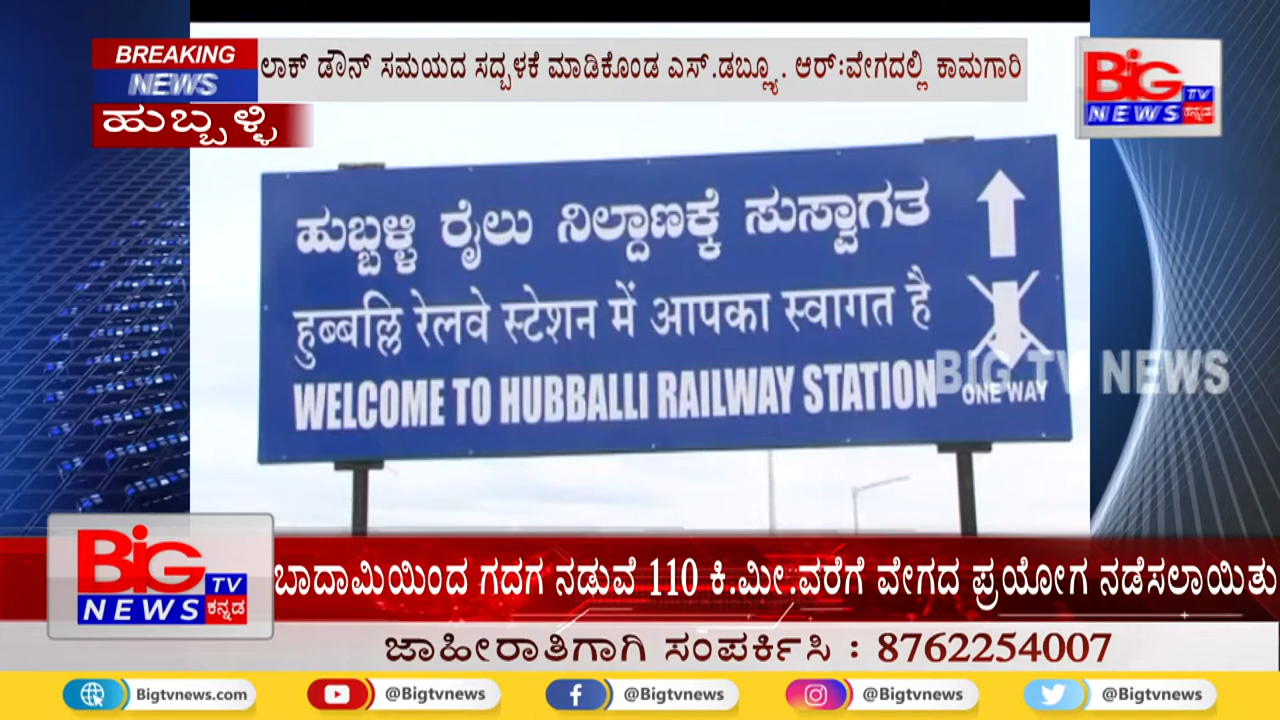 BREAKING NEWS
ಲಾಕ್ ಡೌನ್ ಸಮಯದ ಸದ್ಬಳಕೆ ಮಾಡಿಕೊಂಡ ಎಸ್.ಡಬ್ಲ್ಯೂ. ಆರ್:ವೇಗದಲ್ಲಿ ಕಾಮಗಾರಿ
BIG TV NEWS ಕನ್ನಡ
ಹುಬ್ಬಳ್ಳಿ
ಹುಬ್ಬಳ್ಳಿ ರೈಲು ನಿಲ್ದಾಣಕ್ಕೆ ಸುಸ್ವಾಗತ
हुब्बल्लि रेलवे स्टेशन में आपका स्वागत है
WELCOME TO HUBBALLI RAILWAY STATION
ONE WAY
BIG TV NEWS
BIG TV NEWS ಕನ್ನಡ
ಬಾದಾಮಿಯಿಂದ ಗದಗ ನಡುವೆ 110 ಕಿ.ಮೀ.ವರೆಗೆ ವೇಗದ ಪ್ರಯೋಗ ನಡೆಸಲಾಯಿತು
ಜಾಹೀರಾತಿಗಾಗಿ ಸಂಪರ್ಕಿಸಿ : 8762254007
Bigtvnews.com @Bigtvnews @Bigtvnews @Bigtvnews @Bigtvnews